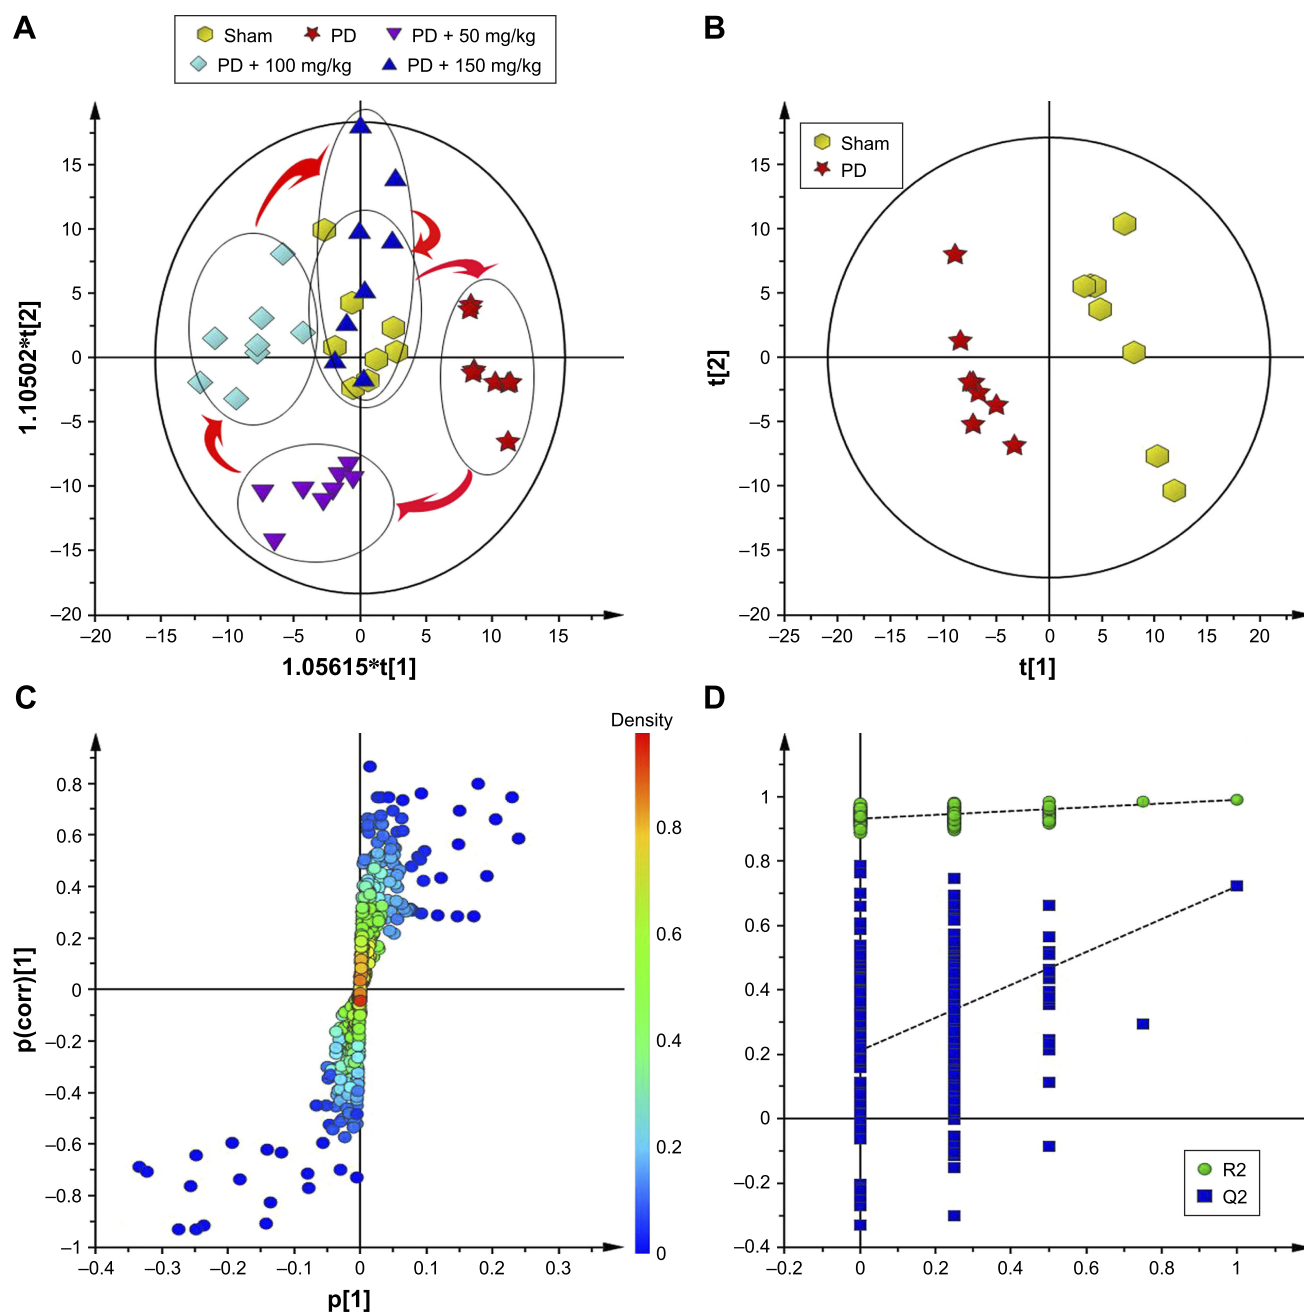 A
Sham PD PD + 50 mg/kg
PD + 100 mg/kg PD + 150 mg/kg
15
10
5
0
–5
–10
–15
–20
–20 –15 –10 –5 0 5 10 15
1.10502*t[2]
1.05615*t[1]
B
Sham
PD
15
10
5
0
–5
–10
–15
–20
–25 –20 –15 –10 –5 0 5 10 15 20
t[2]
t[1]
C
Density
0.8
0.6
0.4
0.2
0
0.8
0.6
0.4
0.2
0
–0.2
–0.4
–0.6
–0.8
–1
–0.4 –0.3 –0.2 –0.1 0 0.1 0.2 0.3
p(corr)[1]
p[1]
D
1
0.8
0.6
0.4
0.2
0
–0.2
–0.4
–0.2 0 0.2 0.4 0.6 0.8 1
R2
Q2